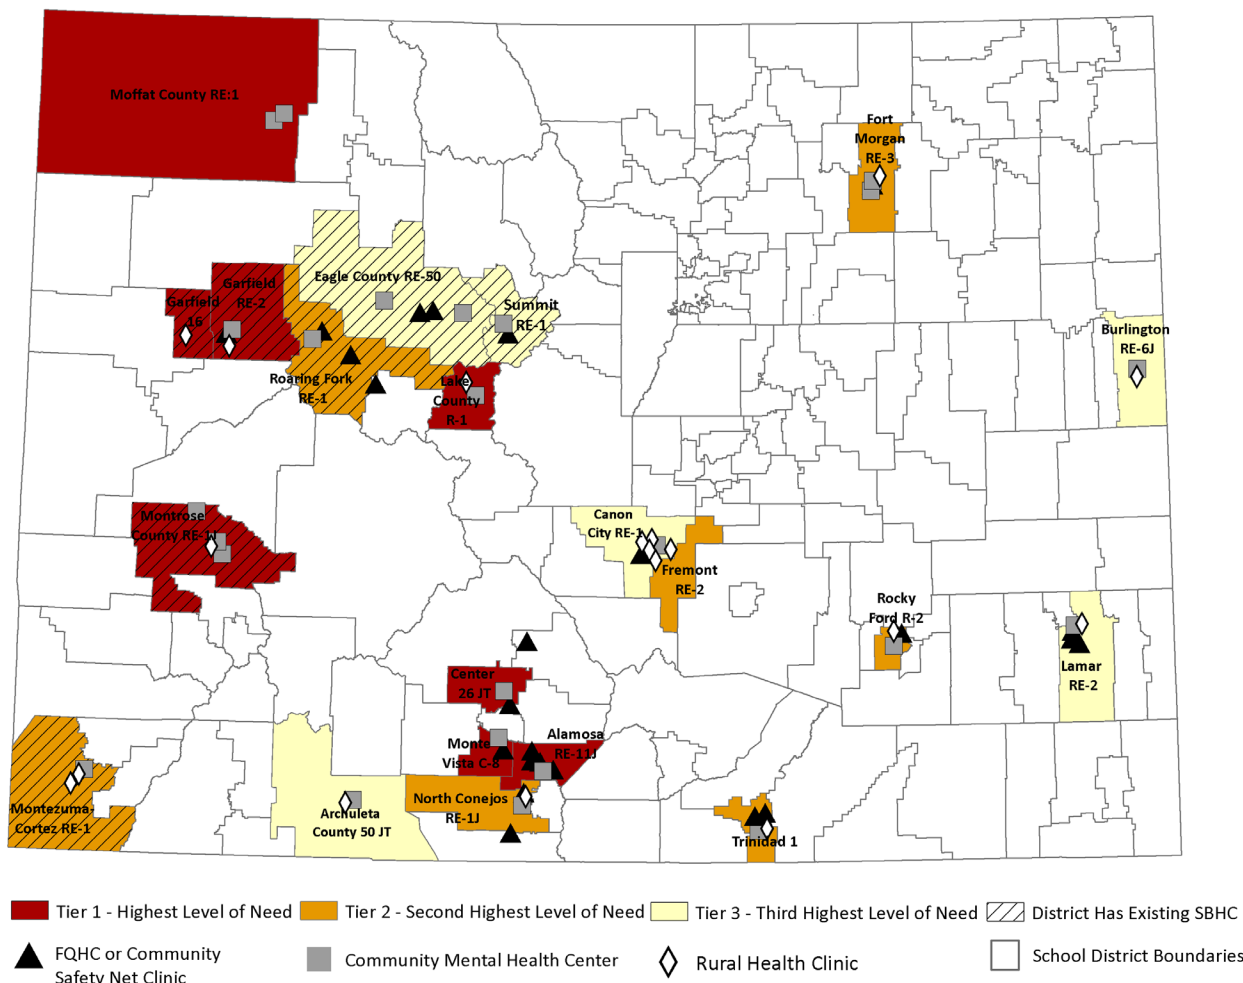 Moffat County RE:1
Fort
Morgan
RE-3
Eagle County RE-50
Garfield
RE-2
Garfield
16
Summit
RE-1
Burlington
RE-6J
Roaring Fork
RE-1
Lake
County
R-1
Montrose
County RE-1J
Canon
City RE-1
Fremont
RE-2
Rocky
Ford R-2
Lamar
RE-2
Center
26 JT
Monte
Vista C-8
Alamosa
RE-11J
North Conejos
RE-1J
Montezuma-
Cortez RE-1
Archuleta
County 50 JT
Trinidad 1
Tier 1 - Highest Level of Need
Tier 2 - Second Highest Level of Need
Tier 3 - Third Highest Level of Need
District Has Existing SBHC
FQHC or Community
Safety Net Clinic
Community Mental Health Center
Rural Health Clinic
School District Boundaries